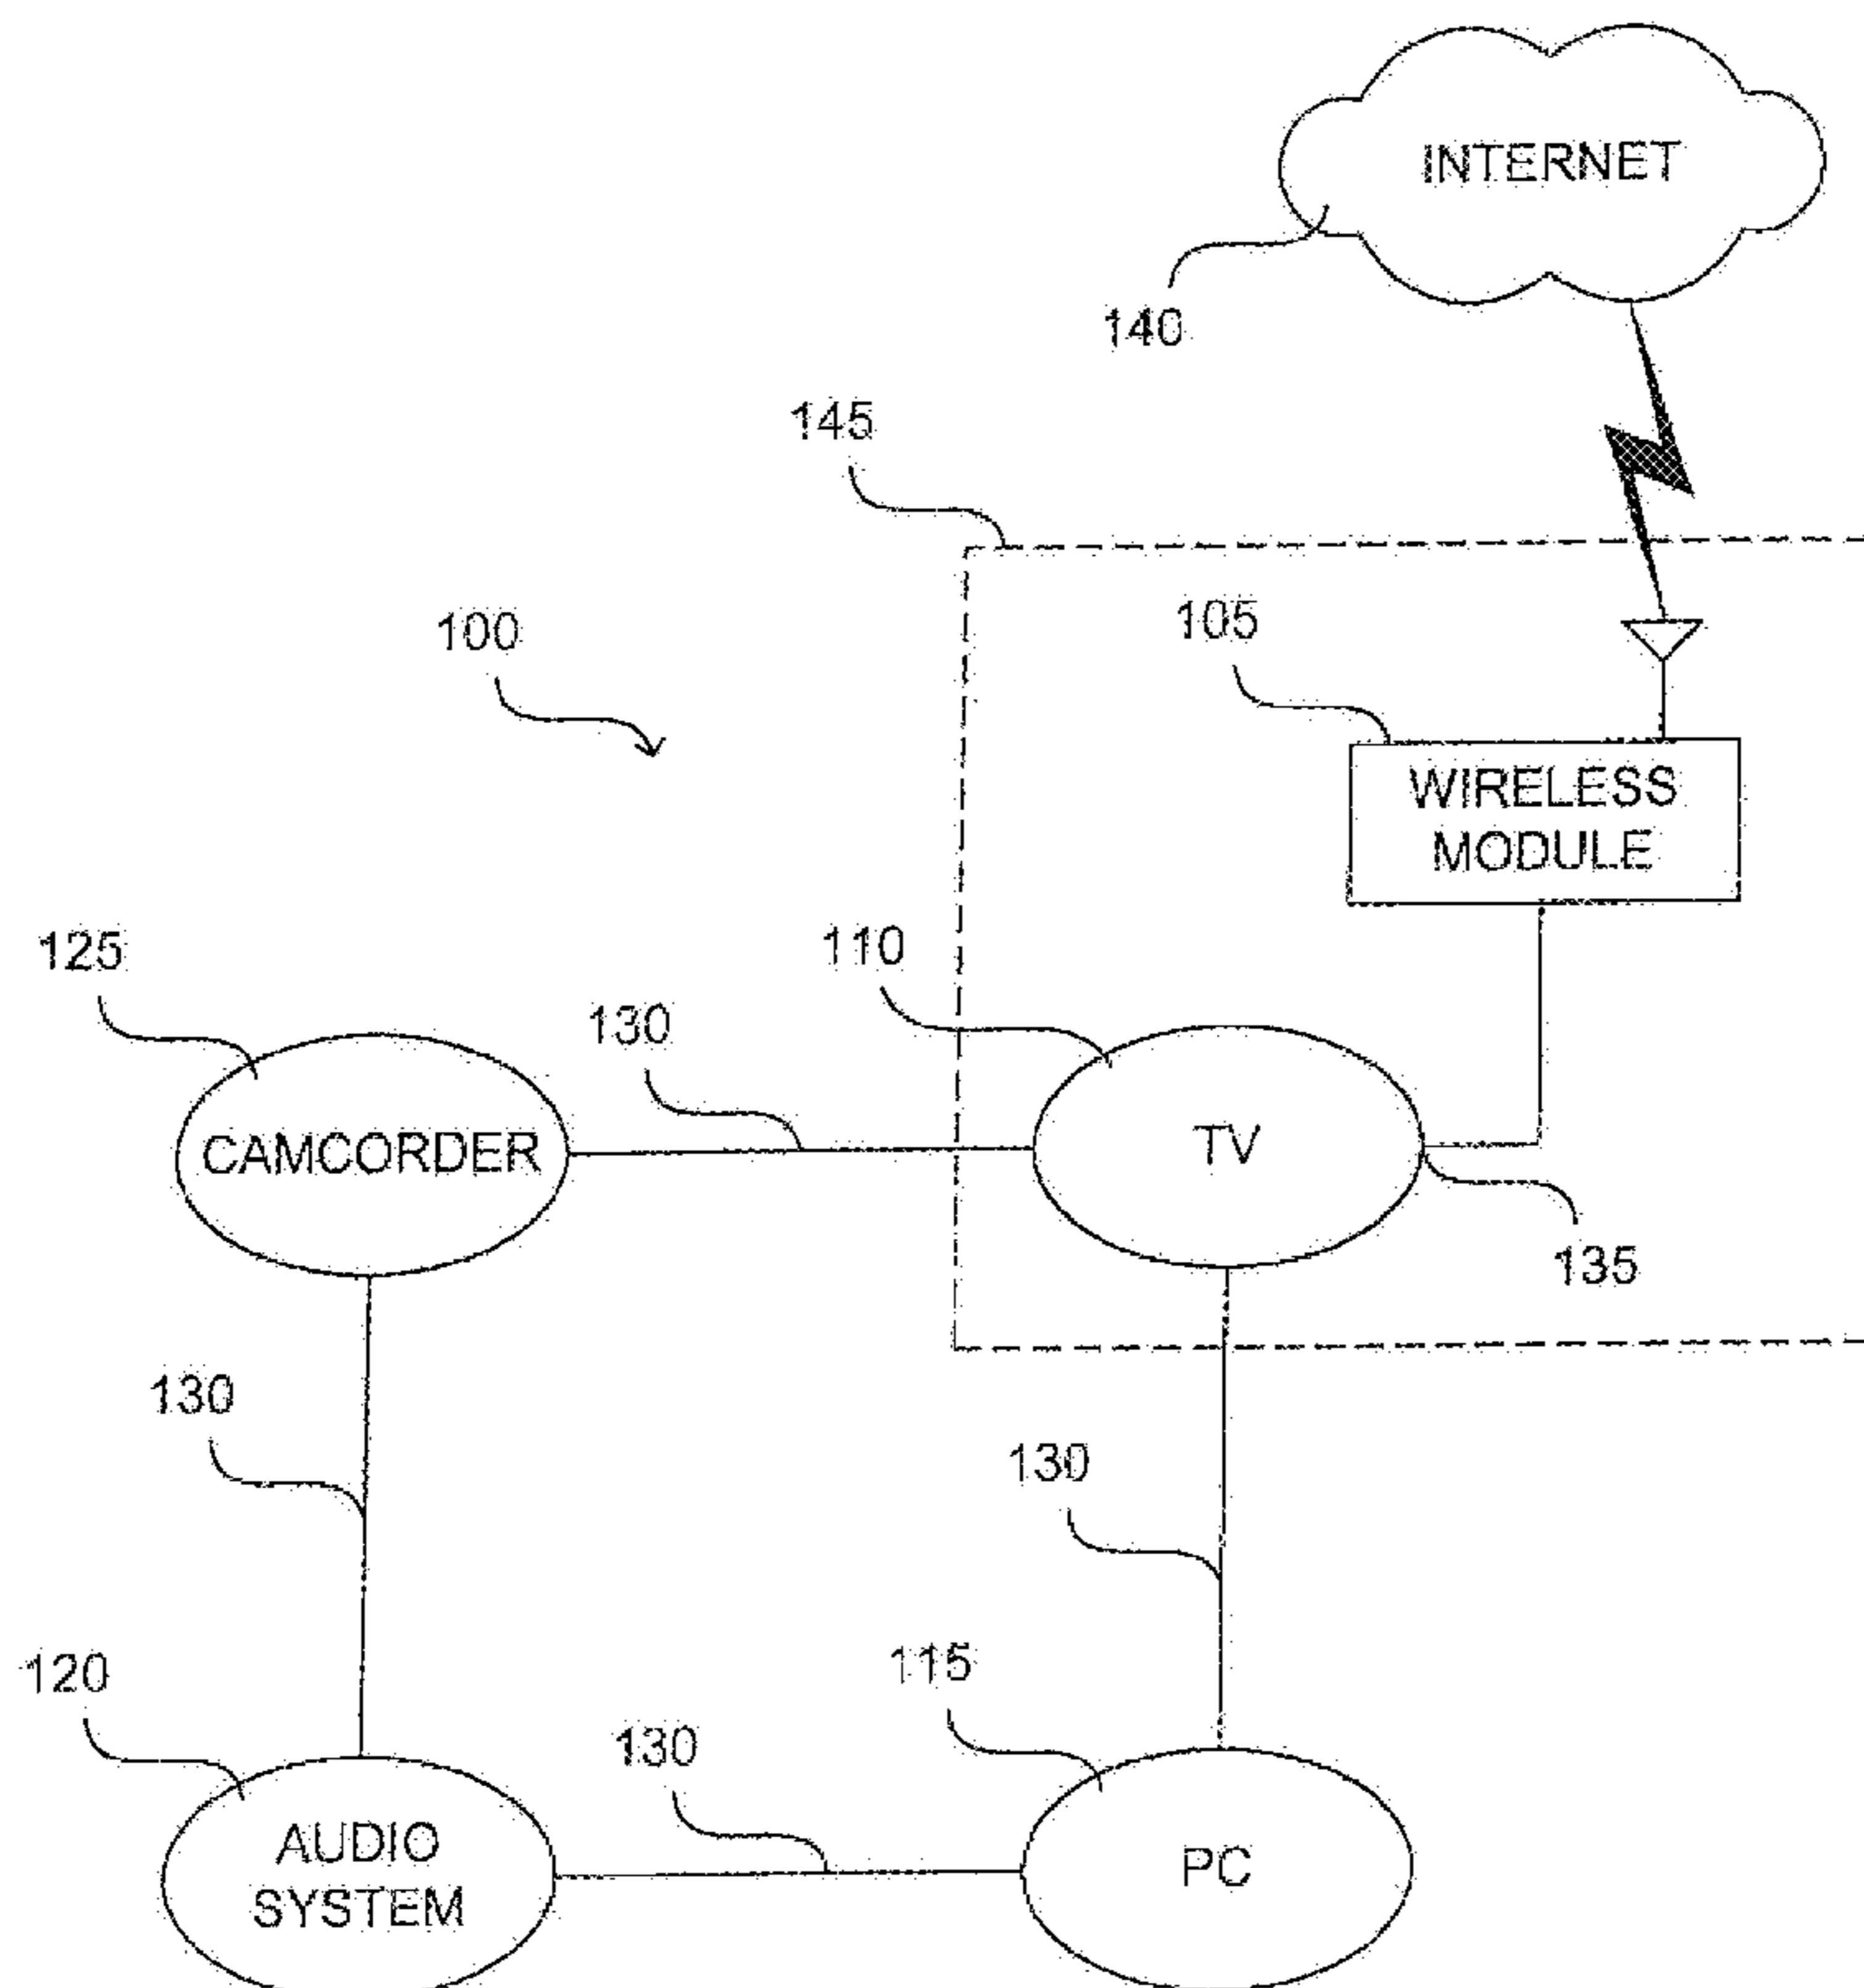 INTERNET
140
145
105
100
WIRELESS
MODULE
125
110
130
CAMCORDER
TV
135
130
130
120
115
130
AUDIO
SYSTEM
PC